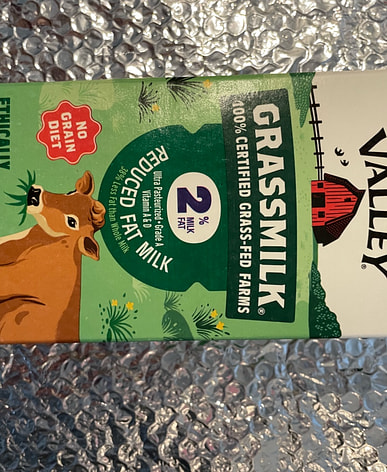 VALLEY®
GRASSMILK®
100% CERTIFIED GRASS-FED FARMS
2%
MILK
FAT
REDUCED FAT MILK
Ultra Pasteurized • Grade A
Vitamin A & D
NO
GRAIN
DIET
ETHICALLY